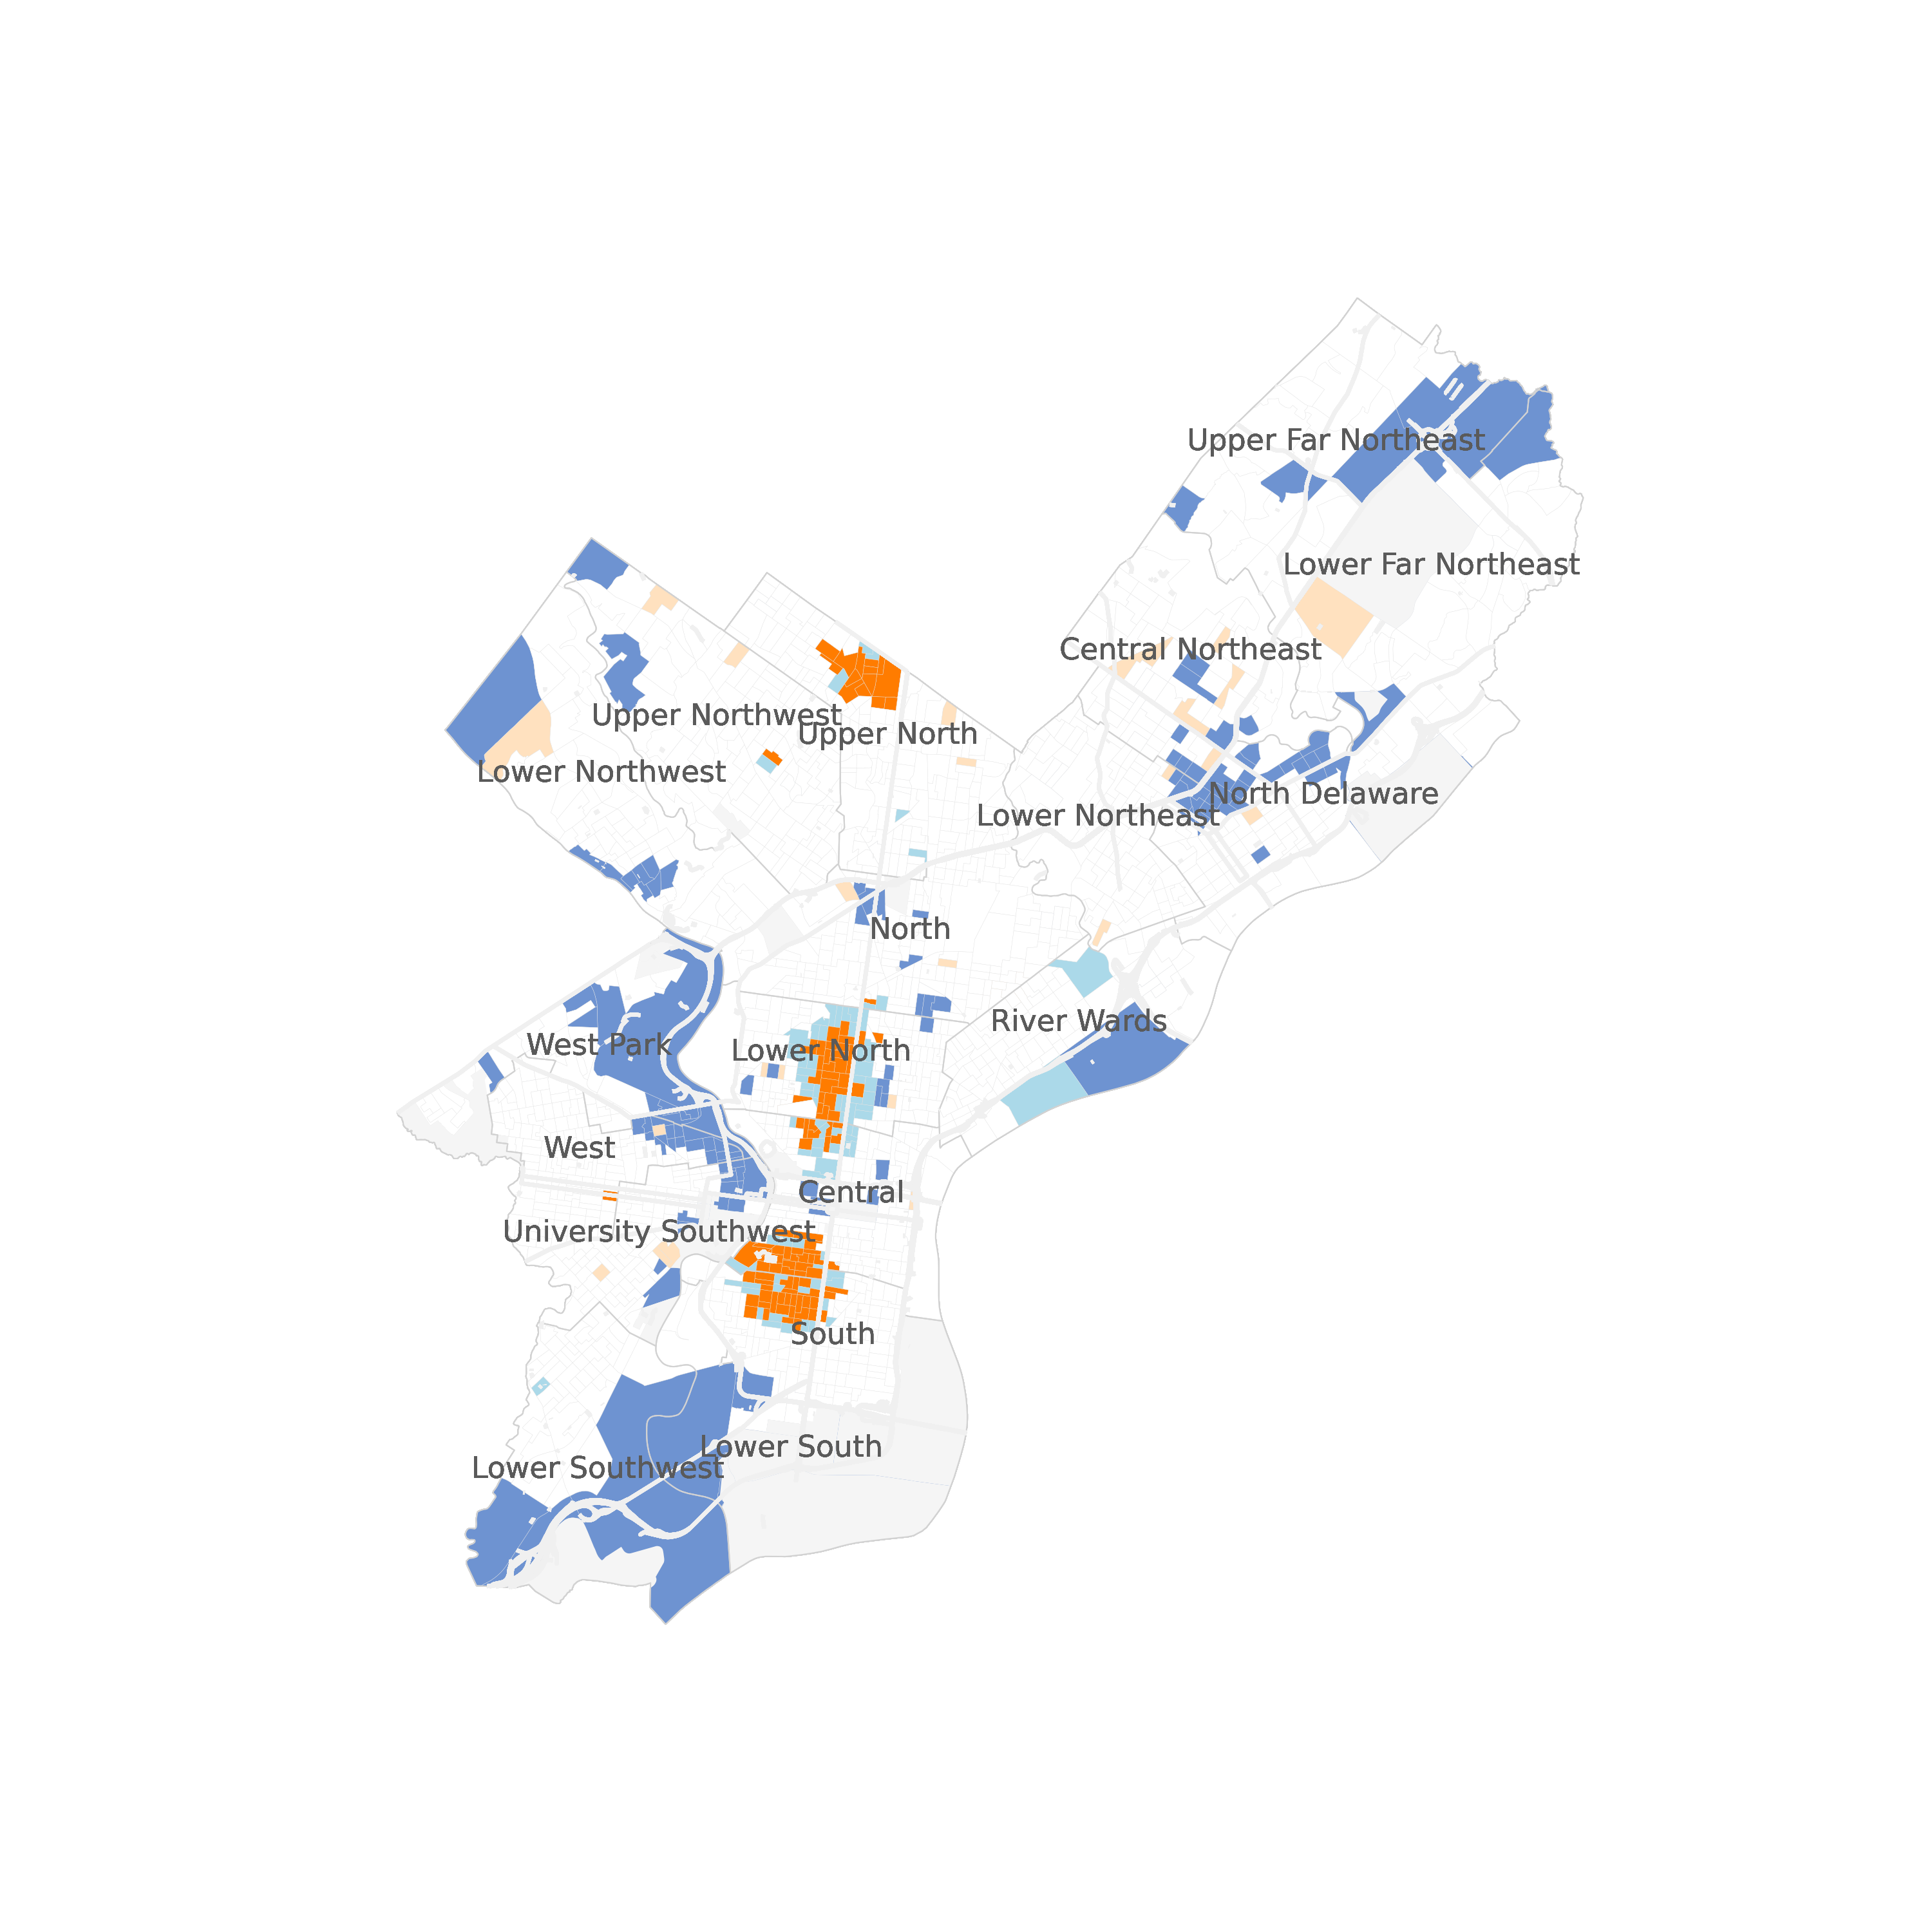 Upper Far Northeast
Lower Far Northeast
Central Northeast
Upper Northwest
Upper North
Lower Northwest
North Delaware
Lower Northeast
North
River Wards
West Park
Lower North
West
Central
University Southwest
South
Lower South
Lower Southwest